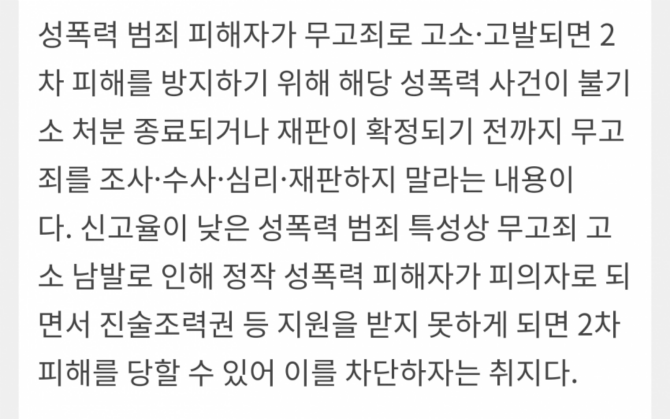 성폭력 범죄 피해자가 무고죄로 고소·고발되면 2
차 피해를 방지하기 위해 해당 성폭력 사건이 불기
소 처분 종료되거나 재판이 확정되기 전까지 무고
죄를 조사·수사·심리·재판하지 말라는 내용이
다. 신고율이 낮은 성폭력 범죄 특성상 무고죄 고
소 남발로 인해 정작 성폭력 피해자가 피의자로 되
면서 진술조력권 등 지원을 받지 못하게 되면 2차
피해를 당할 수 있어 이를 차단하자는 취지다.